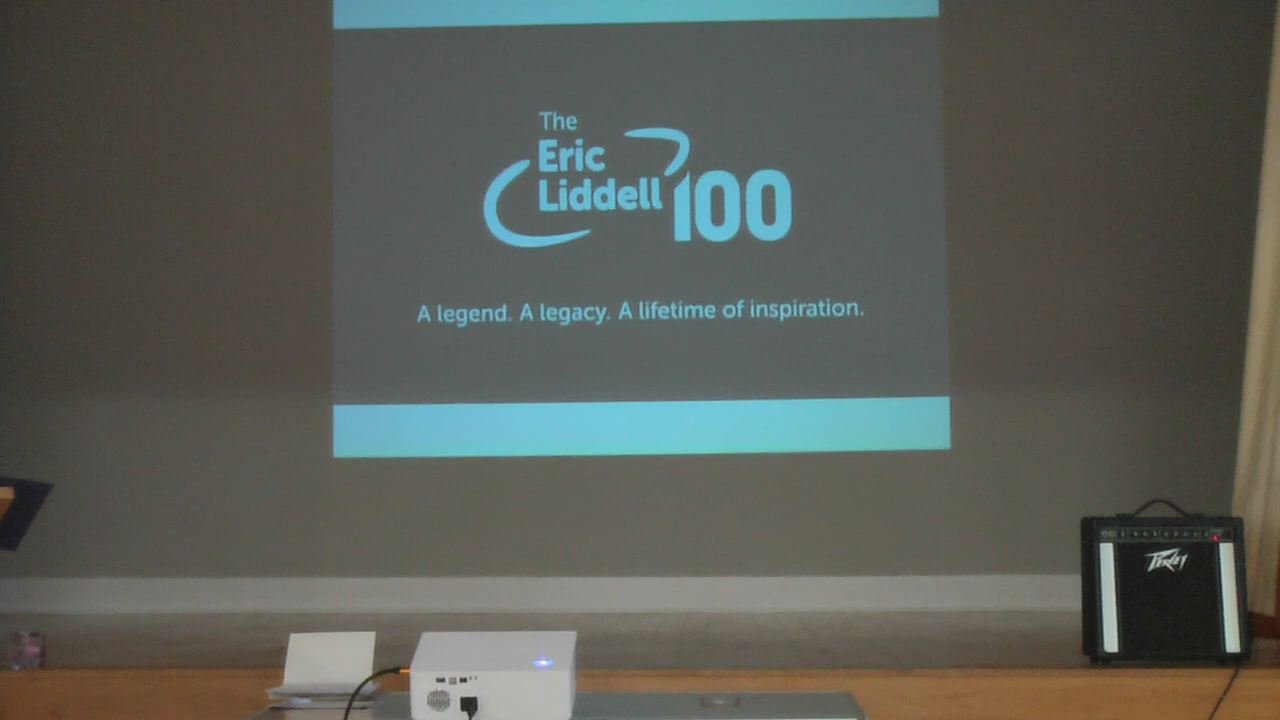 The
Eric
Liddell
100
A legend. A legacy. A lifetime of inspiration.
PEAVEY